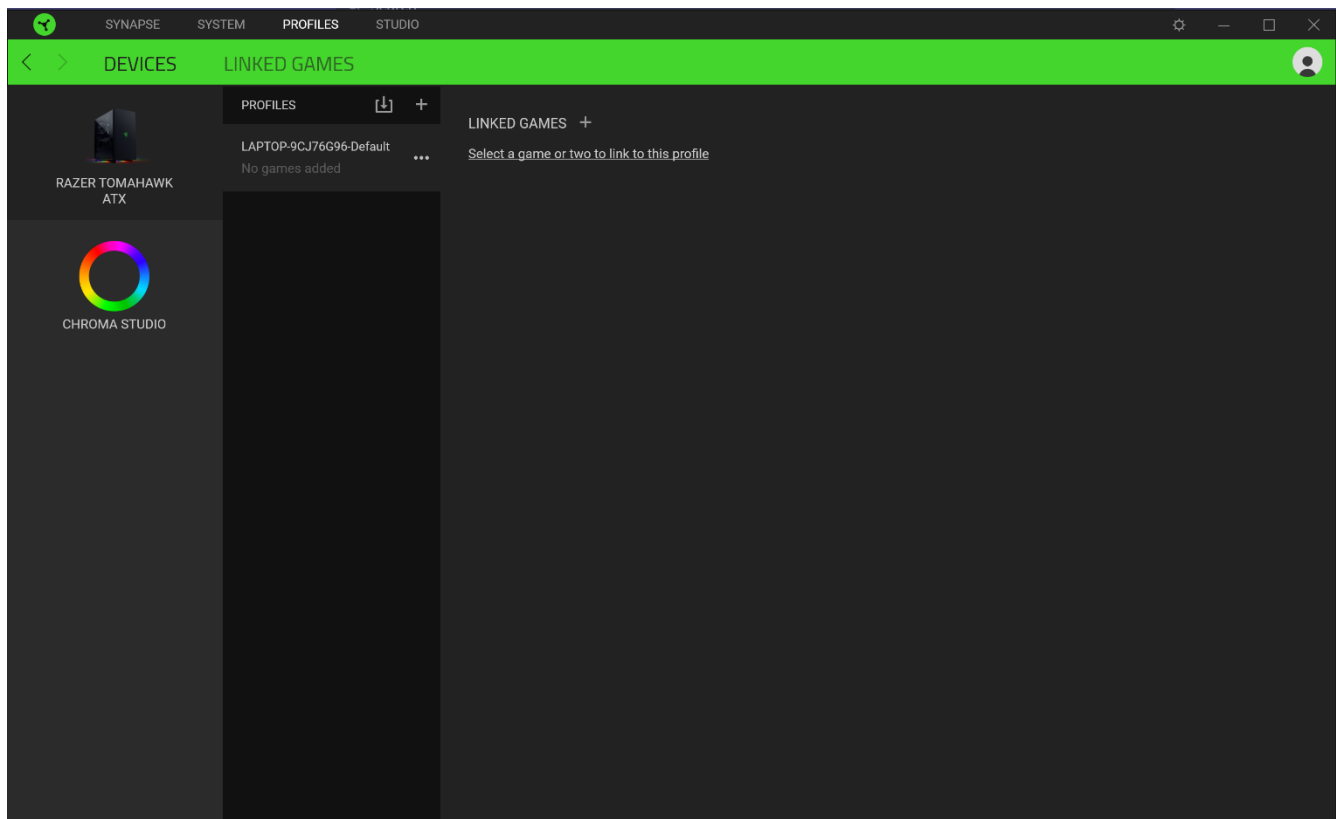 SYNAPSE SYSTEM PROFILES STUDIO
DEVICES LINKED GAMES
PROFILES
LAPTOP-9CJ76G96-Default
No games added
LINKED GAMES
Select a game or two to link to this profile
RAZER TOMAHAWK
ATX
CHROMA STUDIO